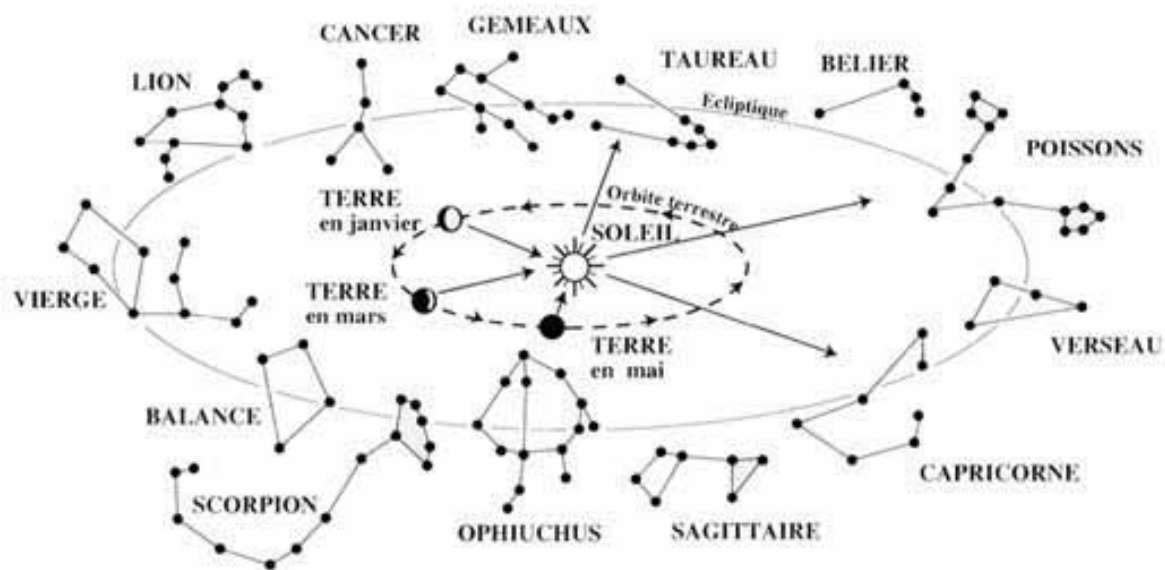 CANCER
GEMEAUX
TAUREAU
BELIER
LION
Ecliptique
POISSONS
TERRE
en janvier
Orbite terrestre
SOLEIL
VIERGE
TERRE
en mars
TERRE
en mai
VERSEAU
BALANCE
CAPRICORNE
SCORPION
OPHIUCHUS
SAGITTAIRE